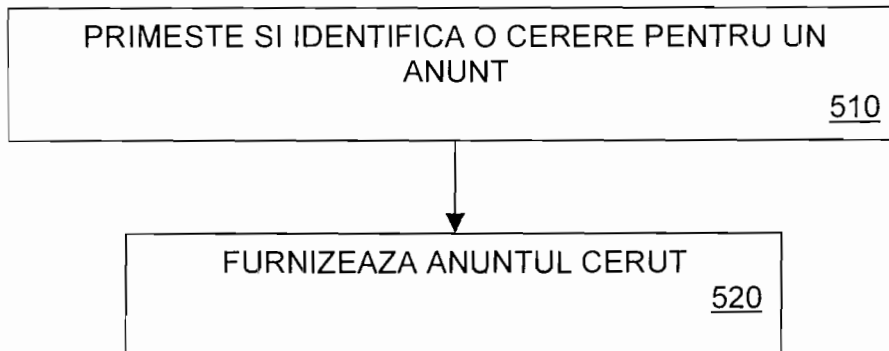 PRIMESTE SI IDENTIFICA O CERERE PENTRU UN
ANUNT
510
FURNIZEAZA ANUNTUL CERUT
520